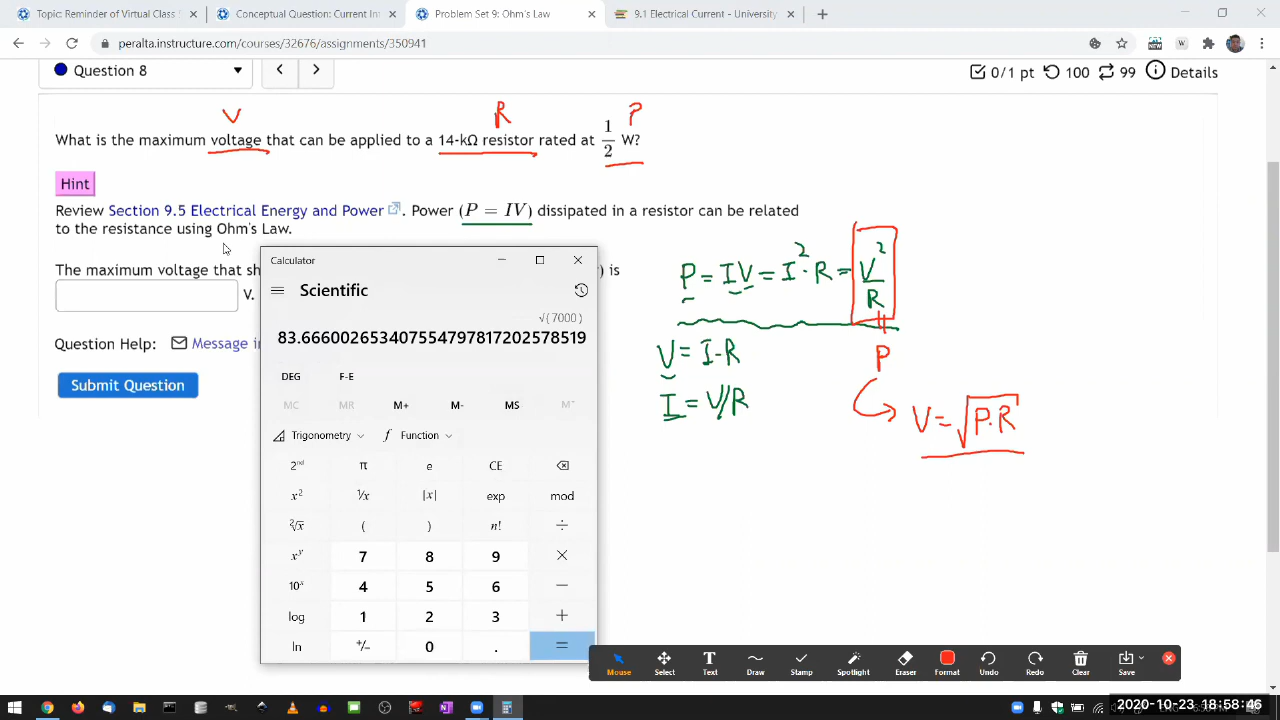 Topic: Reminder of Virtual Class
Conceptual Question: Current In
Problem Set 9: Ohm's Law
9.1 Electrical Current - University
peralta.instructure.com/courses/32676/assignments/350941
Question 8
0/1 pt 100 99 Details
V R P
What is the maximum voltage that can be applied to a 14-kΩ resistor rated at 1/2 W?
Hint
Review Section 9.5 Electrical Energy and Power. Power (P = IV) dissipated in a resistor can be related
to the resistance using Ohm's Law.
The maximum voltage that sh
) is
V.
Question Help: Message in
Submit Question
Calculator
Scientific
√(7000)
83.666002653407554797817202578519
DEG F-E
MC MR M+ M- MS M˅
Trigonometry f Function
2ⁿᵈ π e CE
x² ¹/x |x| exp mod
²√x ( ) n! ÷
xʸ 7 8 9 ×
10ˣ 4 5 6 −
log 1 2 3 +
ln +/- 0 . =
P = IV = I²·R = V²/R
V = I·R
I = V/R
P
V = √P·R
Mouse Select Text Draw Stamp Spotlight Eraser Format Undo Redo Clear Save
2020-10-23 18:58:46